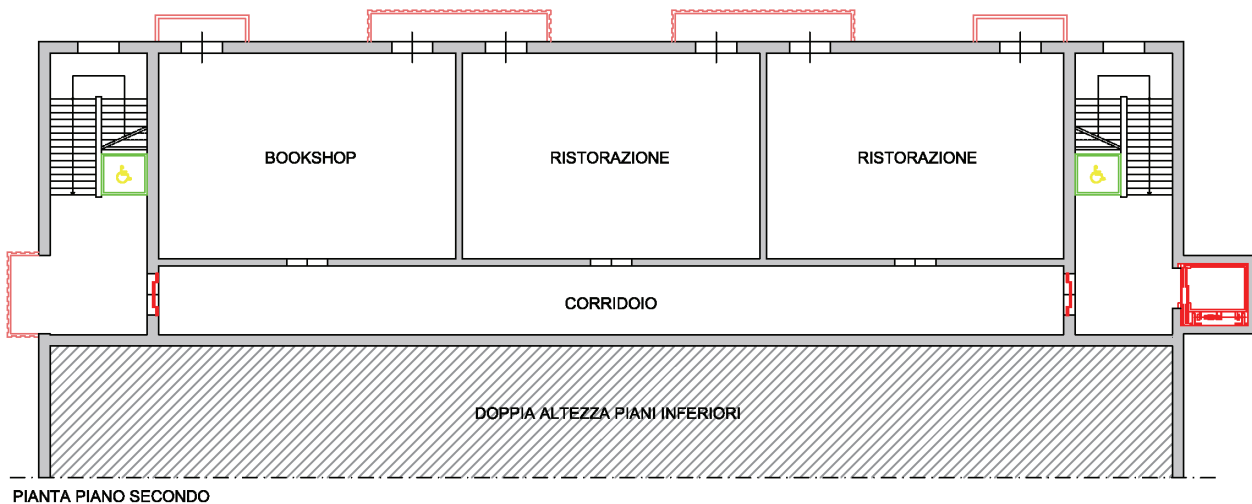 BOOKSHOP
RISTORAZIONE
RISTORAZIONE
CORRIDOIO
DOPPIA ALTEZZA PIANI INFERIORI
PIANTA PIANO SECONDO